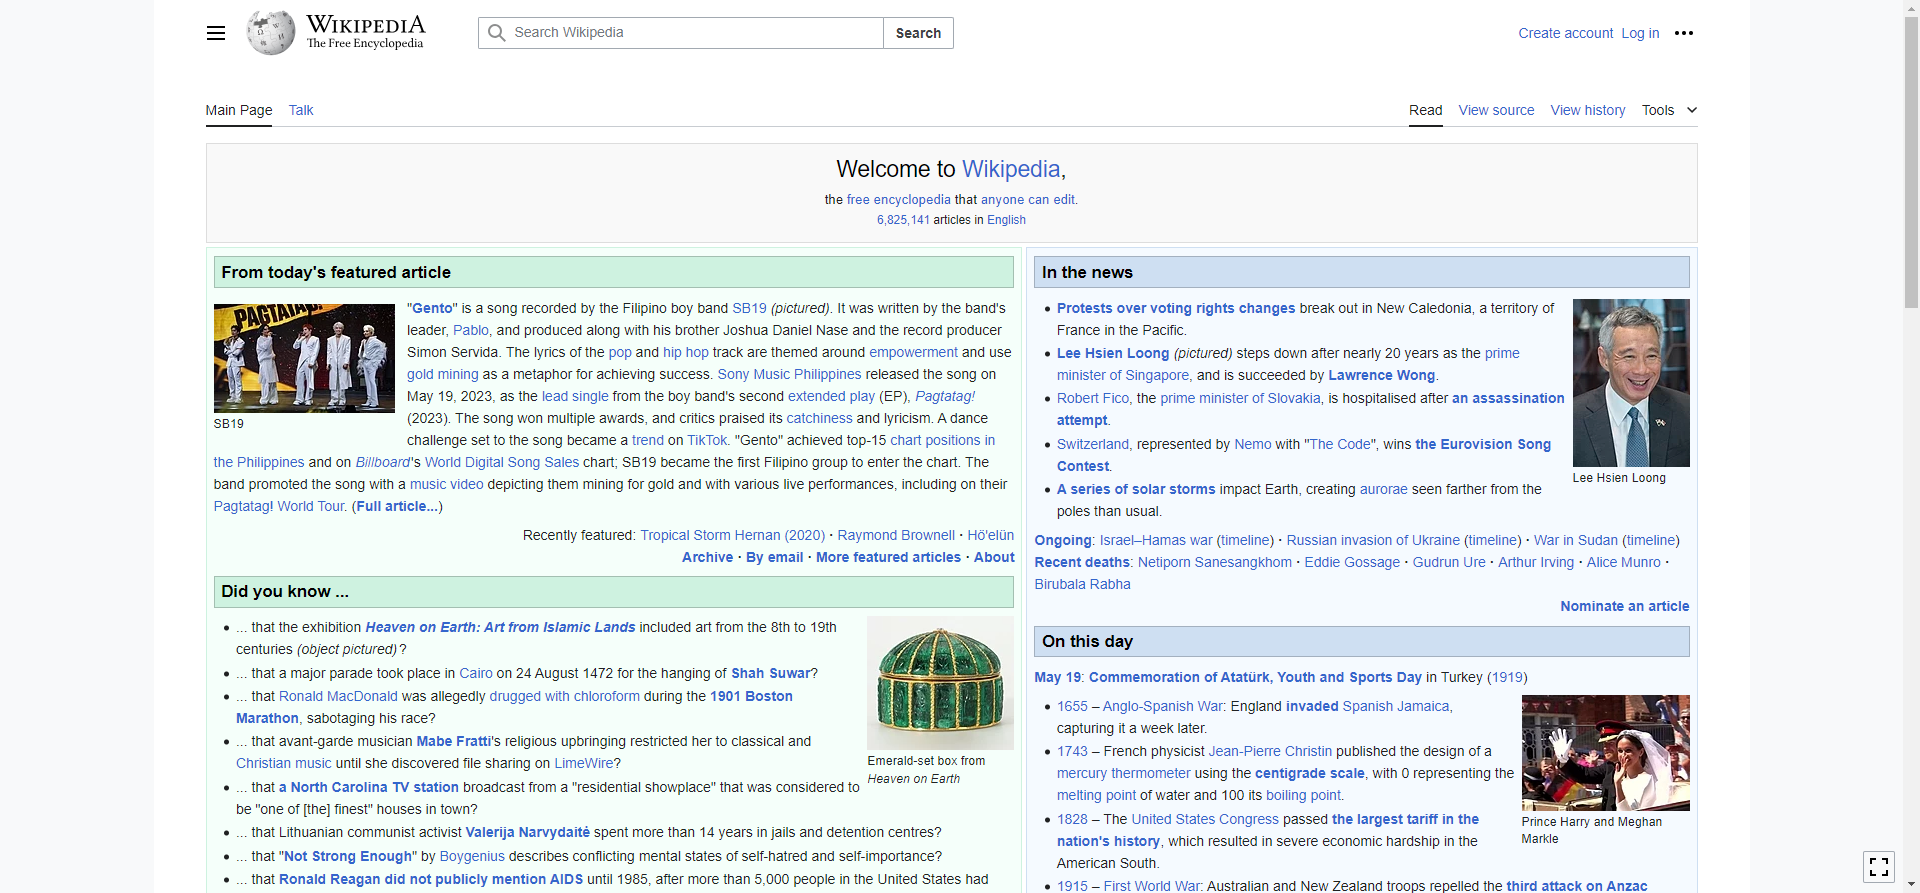 WIKIPEDIA
The Free Encyclopedia
Search Wikipedia
Search
Create account Log in
Main Page Talk
Read View source View history Tools
Welcome to Wikipedia,
the free encyclopedia that anyone can edit.
6,825,141 articles in English
From today's featured article
PAGTATAG!
SB19
"Gento" is a song recorded by the Filipino boy band SB19 (pictured). It was written by the band's
leader, Pablo, and produced along with his brother Joshua Daniel Nase and the record producer
Simon Servida. The lyrics of the pop and hip hop track are themed around empowerment and use
gold mining as a metaphor for achieving success. Sony Music Philippines released the song on
May 19, 2023, as the lead single from the boy band's second extended play (EP), Pagtatag!
(2023). The song won multiple awards, and critics praised its catchiness and lyricism. A dance
challenge set to the song became a trend on TikTok. "Gento" achieved top-15 chart positions in
the Philippines and on Billboard's World Digital Song Sales chart; SB19 became the first Filipino group to enter the chart. The
band promoted the song with a music video depicting them mining for gold and with various live performances, including on their
Pagtatag! World Tour. (Full article...)
Recently featured: Tropical Storm Hernan (2020) · Raymond Brownell · Hö'elün
Archive · By email · More featured articles · About
Did you know ...
... that the exhibition Heaven on Earth: Art from Islamic Lands included art from the 8th to 19th
centuries (object pictured)?
... that a major parade took place in Cairo on 24 August 1472 for the hanging of Shah Suwar?
... that Ronald MacDonald was allegedly drugged with chloroform during the 1901 Boston
Marathon, sabotaging his race?
... that avant-garde musician Mabe Fratti's religious upbringing restricted her to classical and
Christian music until she discovered file sharing on LimeWire?
... that a North Carolina TV station broadcast from a "residential showplace" that was considered to
be "one of [the] finest" houses in town?
... that Lithuanian communist activist Valerija Narvydaitė spent more than 14 years in jails and detention centres?
... that "Not Strong Enough" by Boygenius describes conflicting mental states of self-hatred and self-importance?
... that Ronald Reagan did not publicly mention AIDS until 1985, after more than 5,000 people in the United States had
Emerald-set box from
Heaven on Earth
In the news
Protests over voting rights changes break out in New Caledonia, a territory of
France in the Pacific.
Lee Hsien Loong (pictured) steps down after nearly 20 years as the prime
minister of Singapore, and is succeeded by Lawrence Wong.
Robert Fico, the prime minister of Slovakia, is hospitalised after an assassination
attempt.
Switzerland, represented by Nemo with "The Code", wins the Eurovision Song
Contest.
A series of solar storms impact Earth, creating aurorae seen farther from the
poles than usual.
Lee Hsien Loong
Ongoing: Israel–Hamas war (timeline) · Russian invasion of Ukraine (timeline) · War in Sudan (timeline)
Recent deaths: Netiporn Sanesangkhom · Eddie Gossage · Gudrun Ure · Arthur Irving · Alice Munro ·
Birubala Rabha
Nominate an article
On this day
May 19: Commemoration of Atatürk, Youth and Sports Day in Turkey (1919)
1655 – Anglo-Spanish War: England invaded Spanish Jamaica,
capturing it a week later.
1743 – French physicist Jean-Pierre Christin published the design of a
mercury thermometer using the centigrade scale, with 0 representing the
melting point of water and 100 its boiling point.
1828 – The United States Congress passed the largest tariff in the
nation's history, which resulted in severe economic hardship in the
American South.
1915 – First World War: Australian and New Zealand troops repelled the third attack on Anzac
Prince Harry and Meghan
Markle